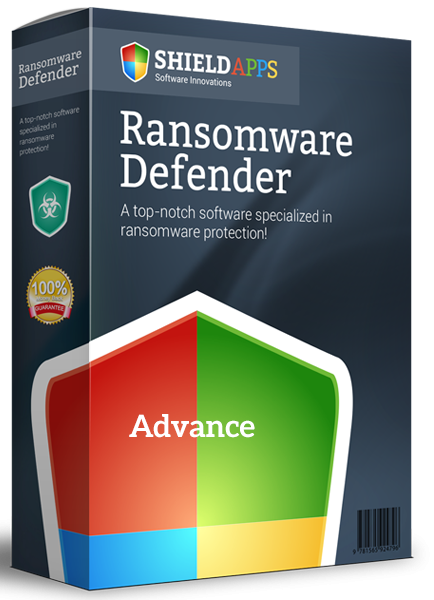 Ransomware
Defender
A top-notch software
specialized in
ransomware
protection!
100%
GUARANTEE
SHIELDAPPS
Software Innovations
Ransomware
Defender
A top-notch software specialized in
ransomware protection!
Advance